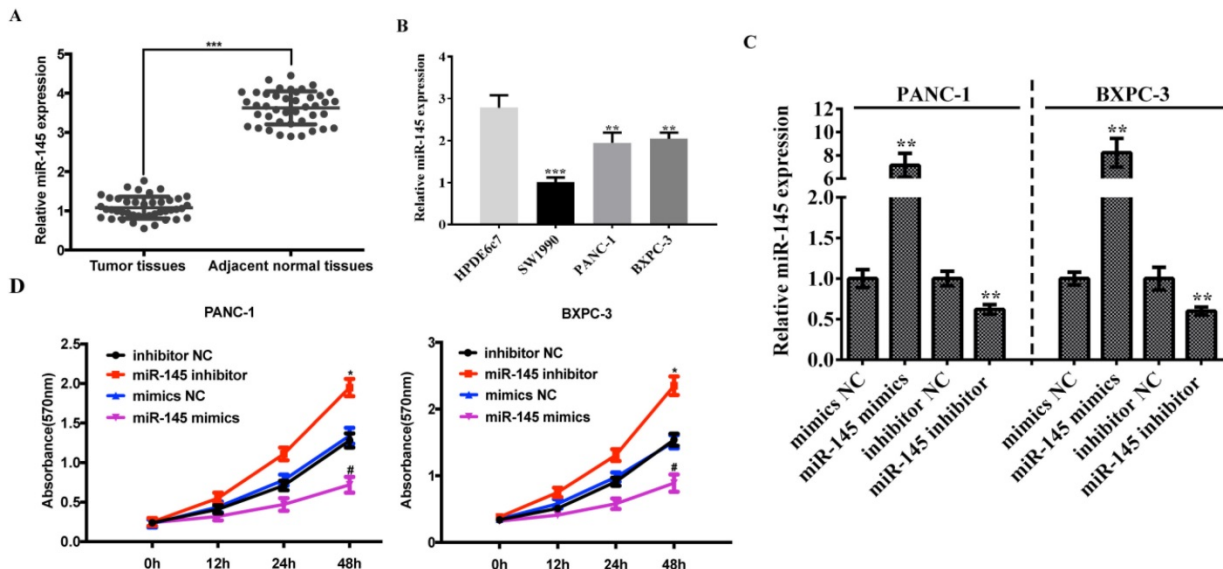 A
Relative miR-145 expression
5
4
3
2
1
0
***
Tumor tissues
Adjacent normal tissues
B
Relative miR-145 expression
4
3
2
1
0
***
**
**
HPDE6c7
SW1990
PANC-1
BXPC-3
C
PANC-1
BXPC-3
Relative miR-145 expression
12
10
8
6
2.0
1.5
1.0
0.5
0.0
**
**
**
**
mimics NC
miR-145 mimics
inhibitor NC
miR-145 inhibitor
mimics NC
miR-145 mimics
inhibitor NC
miR-145 inhibitor
D
PANC-1
Absorbance(570nm)
2.5
2.0
1.5
1.0
0.5
0.0
inhibitor NC
miR-145 inhibitor
mimics NC
miR-145 mimics
*
#
0h
12h
24h
48h
BXPC-3
Absorbance(570nm)
3
2
1
0
inhibitor NC
miR-145 inhibitor
mimics NC
miR-145 mimics
*
#
0h
12h
24h
48h